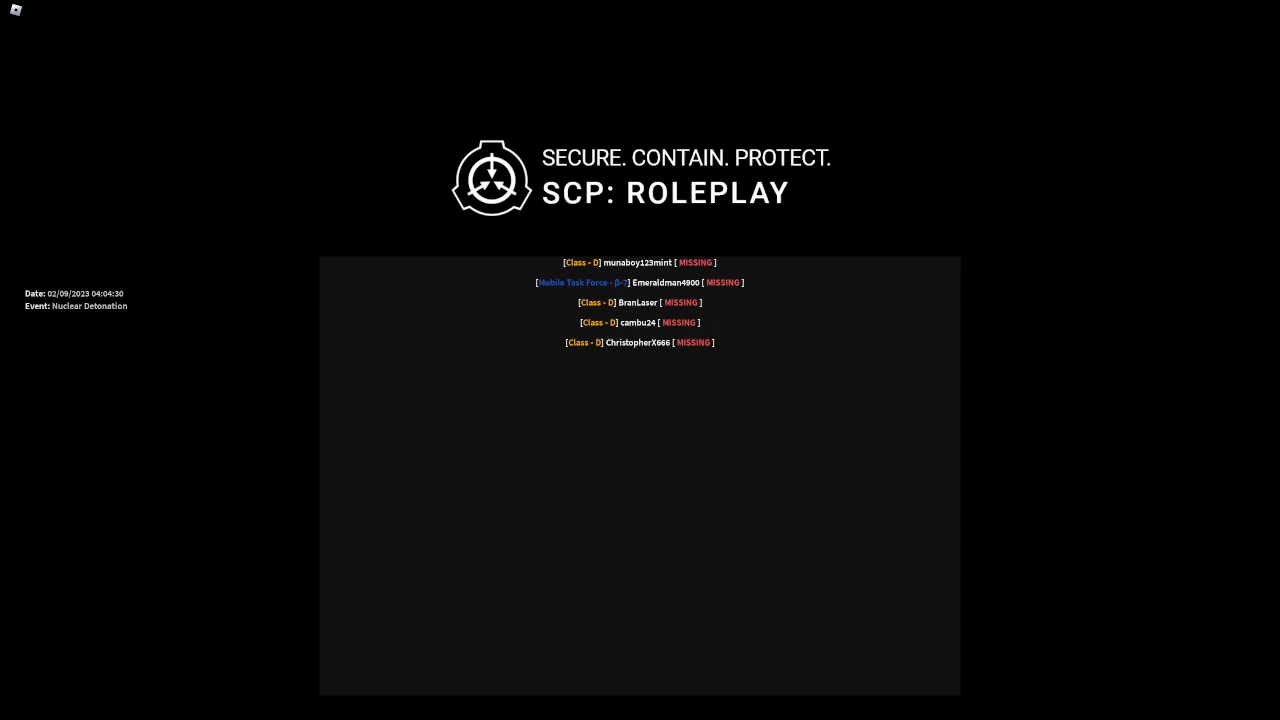 SECURE. CONTAIN. PROTECT.
SCP: ROLEPLAY
[Class - D] munaboy123mint [ MISSING ]
[Mobile Task Force - β-7] Emeraldman4900 [ MISSING ]
[Class - D] BranLaser [ MISSING ]
[Class - D] cambu24 [ MISSING ]
[Class - D] ChristopherX666 [ MISSING ]
Date: 02/09/2023 04:04:30
Event: Nuclear Detonation